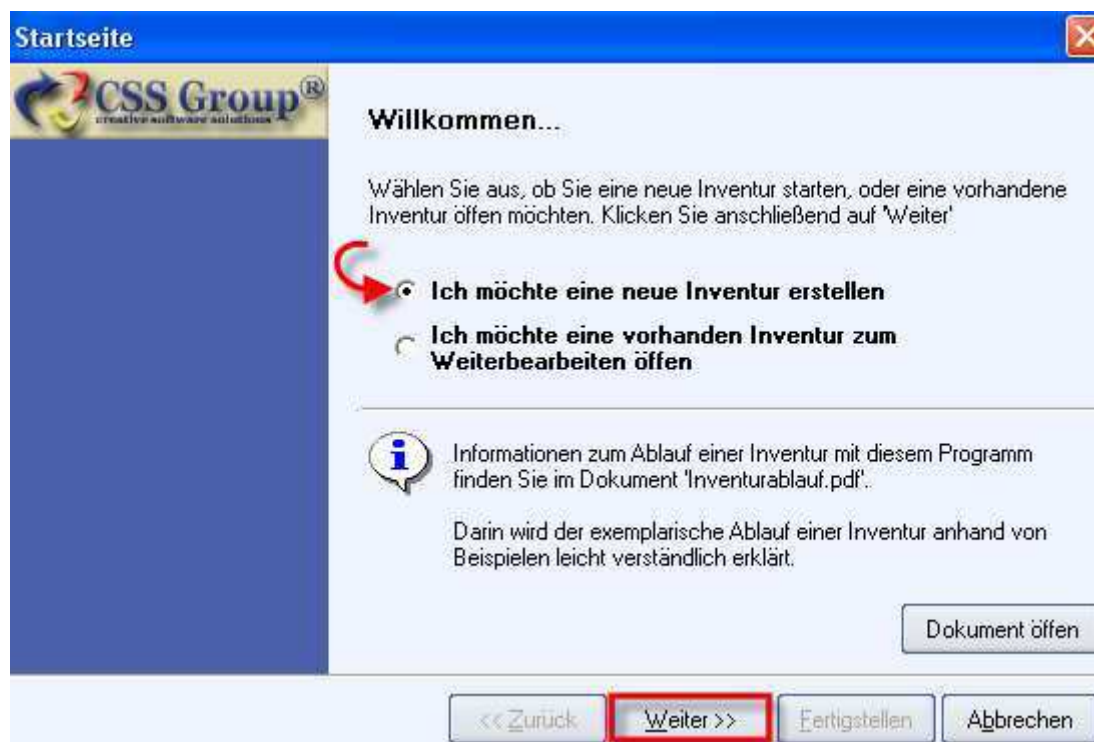 Startseite
CSS Group®
creative software solutions
Willkommen...
Wählen Sie aus, ob Sie eine neue Inventur starten, oder eine vorhandene
Inventur öffen möchten. Klicken Sie anschließend auf 'Weiter'
Ich möchte eine neue Inventur erstellen
Ich möchte eine vorhanden Inventur zum
Weiterbearbeiten öffen
Informationen zum Ablauf einer Inventur mit diesem Programm
finden Sie im Dokument 'Inventurablauf.pdf'.
Darin wird der exemplarische Ablauf einer Inventur anhand von
Beispielen leicht verständlich erklärt.
Dokument öffen
<< Zurück
Weiter >>
Fertigstellen
Abbrechen